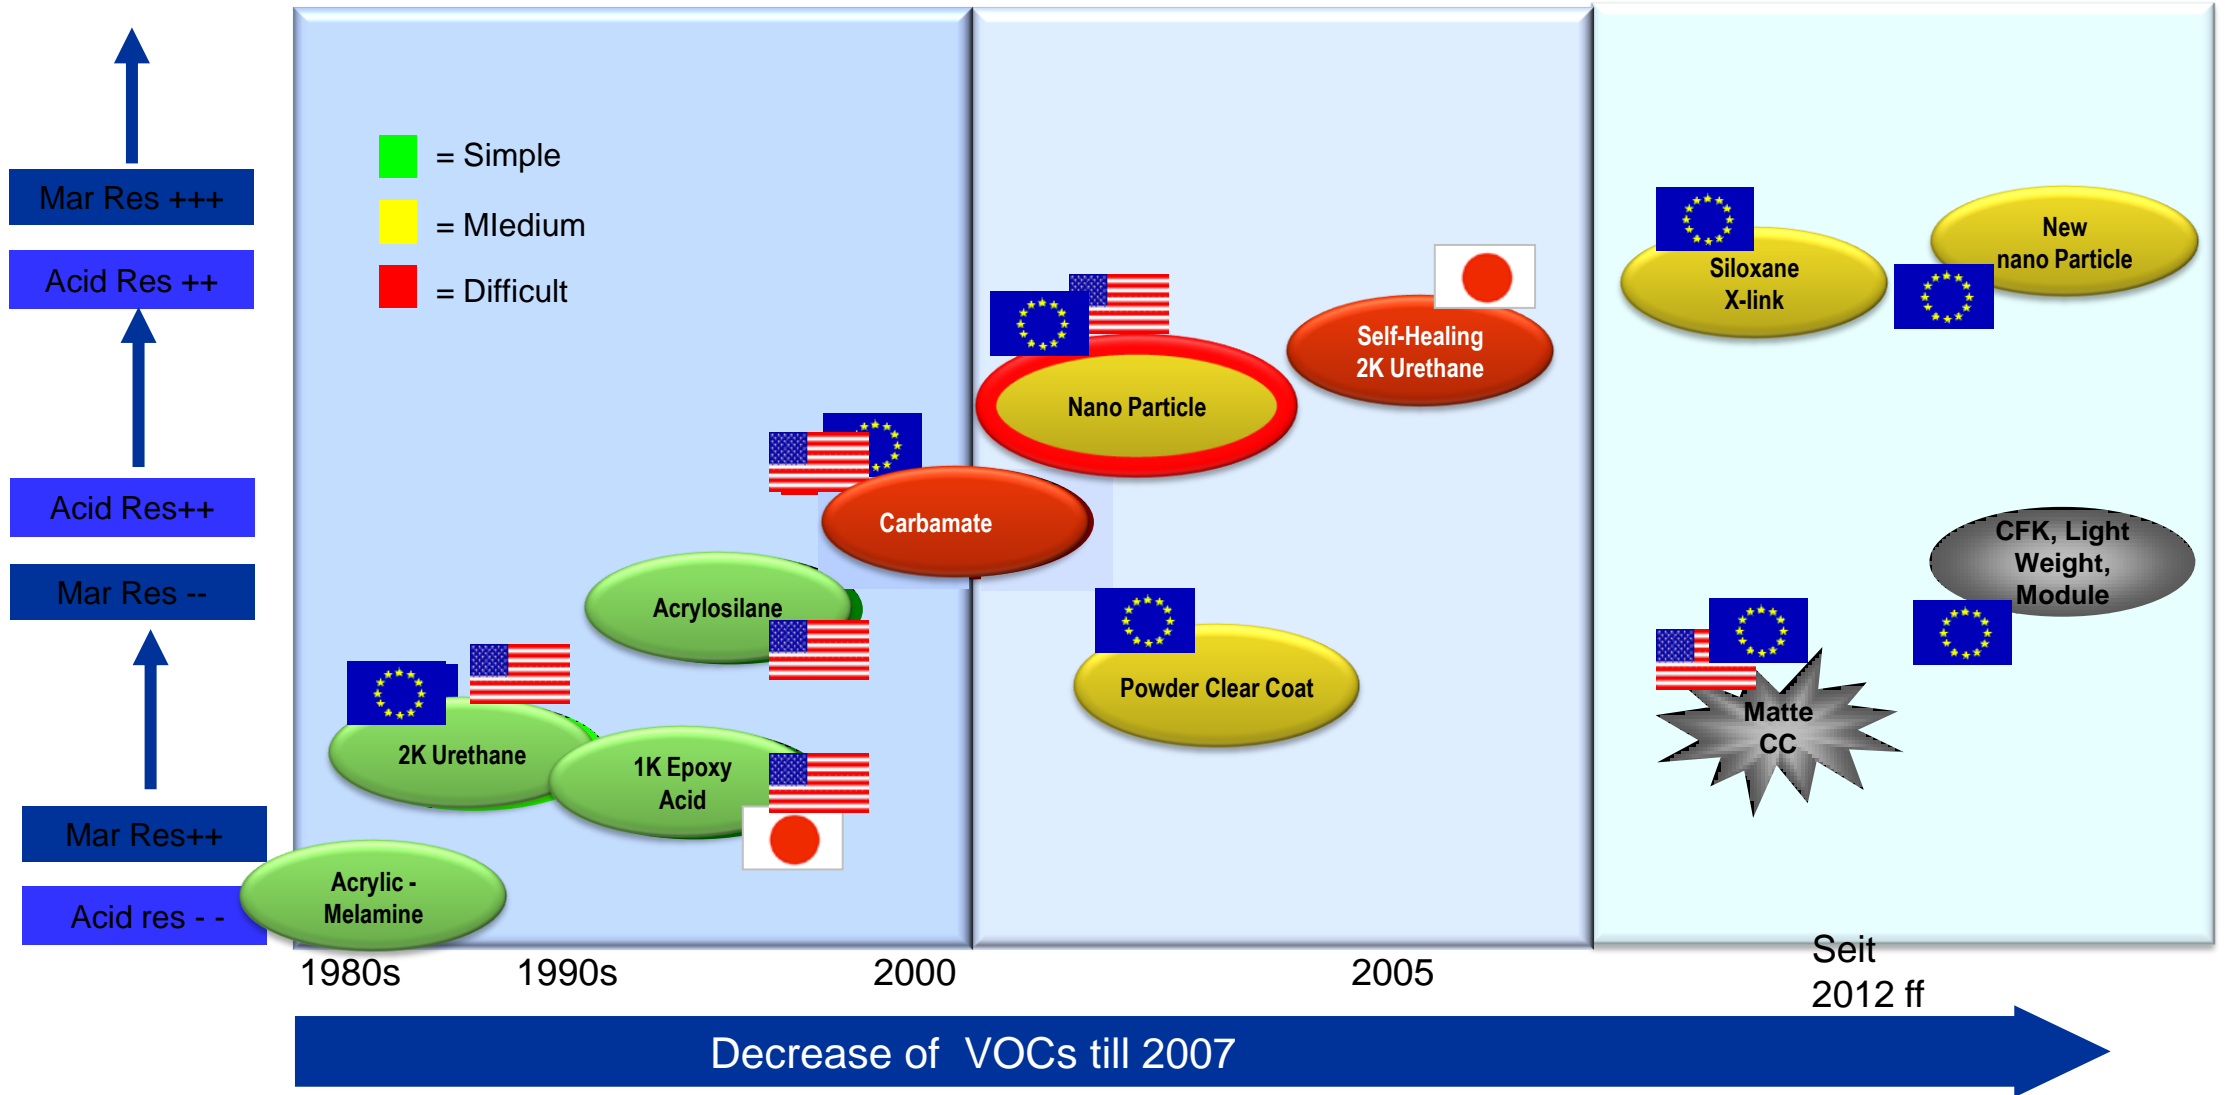 Mar Res +++
Acid Res ++
Acid Res++
Mar Res --
Mar Res++
Acid res - -
= Simple
= MIedium
= Difficult
Acrylic -
Melamine
2K Urethane
1K Epoxy
Acid
Acrylosilane
Carbamate
Nano Particle
Self-Healing
2K Urethane
Powder Clear Coat
Siloxane
X-link
New
nano Particle
CFK, Light
Weight,
Module
Matte
CC
1980s
1990s
2000
2005
Seit
2012 ff
Decrease of VOCs till 2007